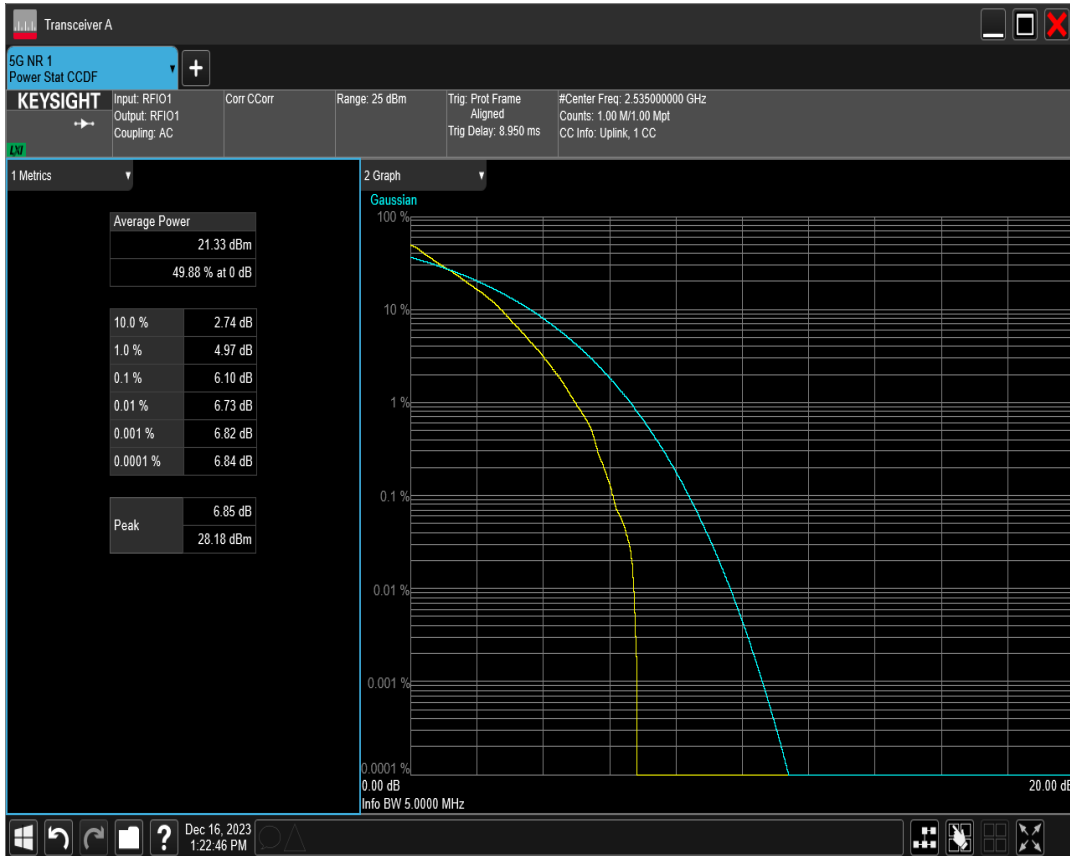 Transceiver A
5G NR 1
Power Stat CCDF
+
KEYSIGHT
LXI
Input: RFIO1
Output: RFIO1
Coupling: AC
Corr CCorr
Range: 25 dBm
Trig: Prot Frame
Aligned
Trig Delay: 8.950 ms
#Center Freq: 2.535000000 GHz
Counts: 1.00 M/1.00 Mpt
CC Info: Uplink, 1 CC
1 Metrics
Average Power
21.33 dBm
49.88 % at 0 dB
10.0 % 2.74 dB
1.0 % 4.97 dB
0.1 % 6.10 dB
0.01 % 6.73 dB
0.001 % 6.82 dB
0.0001 % 6.84 dB
Peak 6.85 dB
28.18 dBm
2 Graph
Gaussian
100 %
10 %
1 %
0.1 %
0.01 %
0.001 %
0.0001 %
0.00 dB 20.00 dB
Info BW 5.0000 MHz
?
Dec 16, 2023
1:22:46 PM